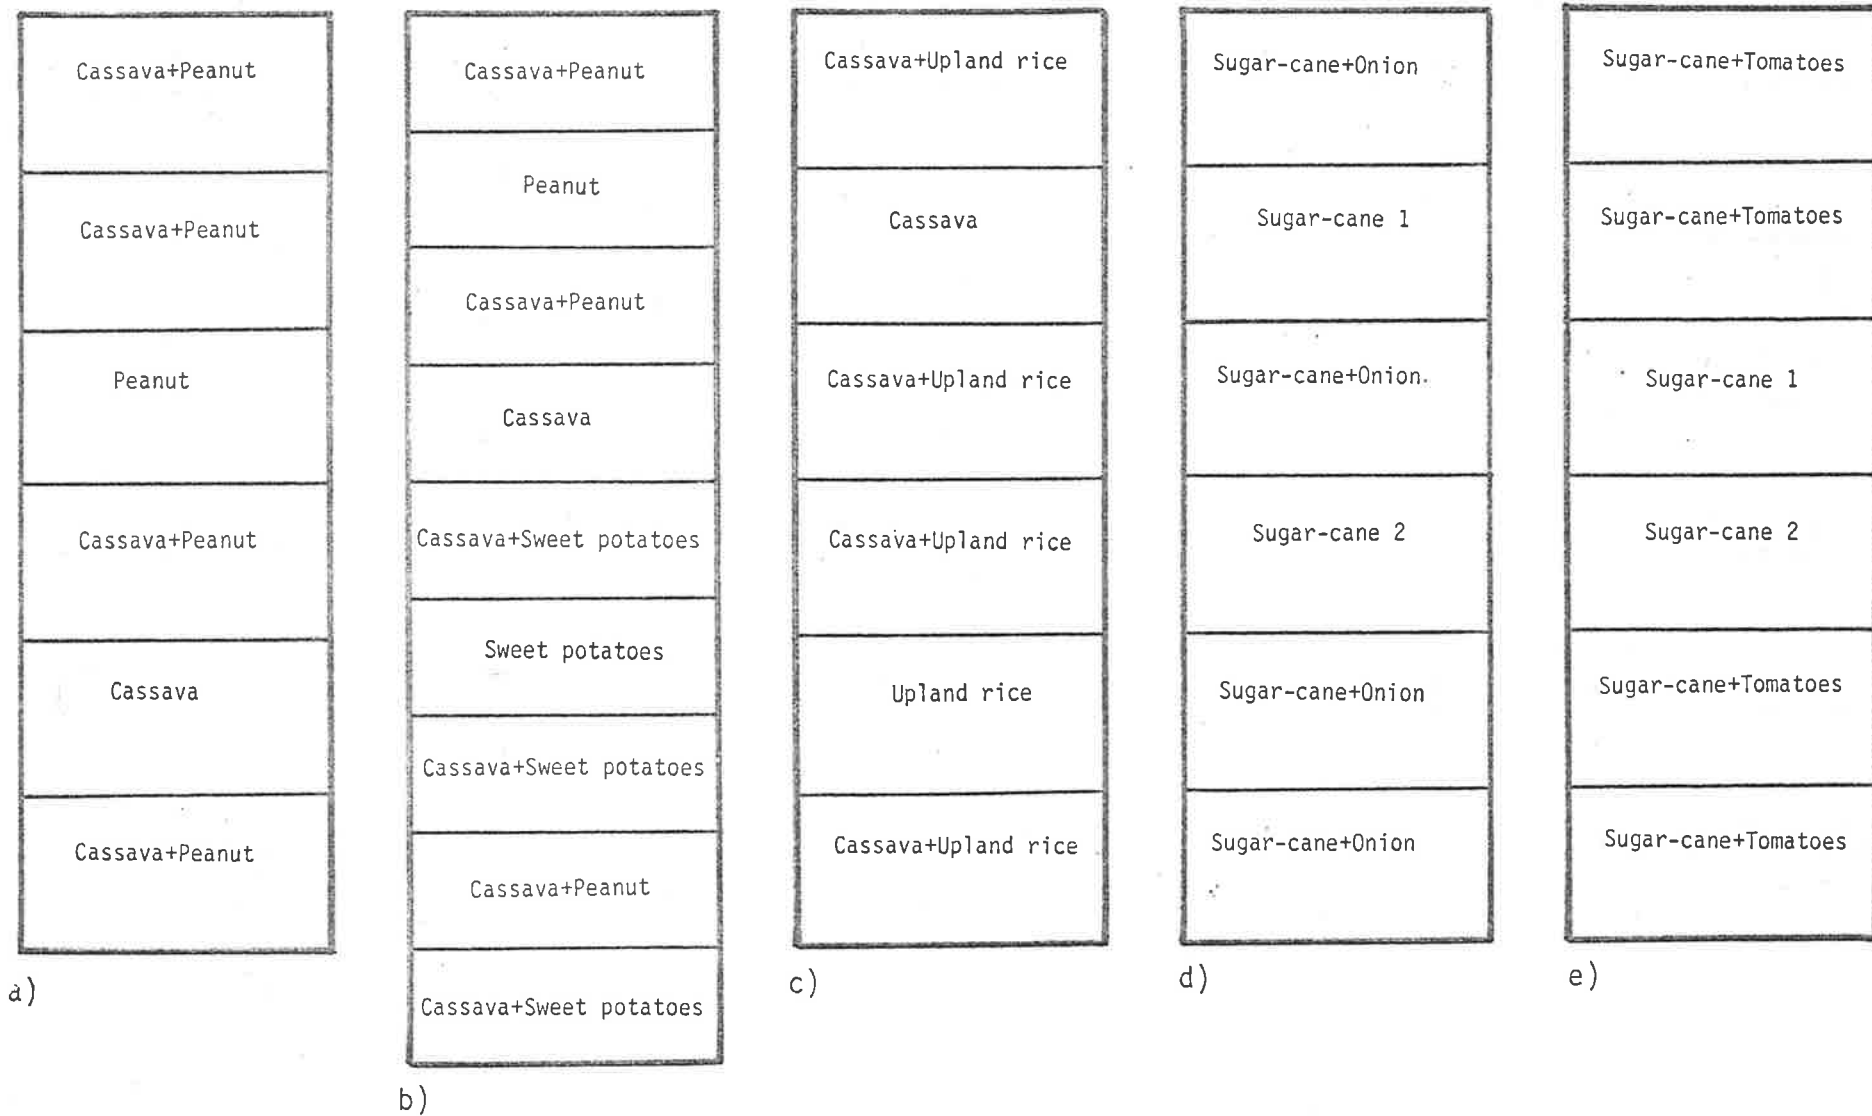 Cassava+Peanut
Cassava+Peanut
Peanut
Cassava+Peanut
Cassava
Cassava+Peanut
a)
Cassava+Peanut
Peanut
Cassava+Peanut
Cassava
Cassava+Sweet potatoes
Sweet potatoes
Cassava+Sweet potatoes
Cassava+Peanut
Cassava+Sweet potatoes
b)
Cassava+Upland rice
Cassava
Cassava+Upland rice
Cassava+Upland rice
Upland rice
Cassava+Upland rice
c)
Sugar-cane+Onion
Sugar-cane 1
Sugar-cane+Onion
Sugar-cane 2
Sugar-cane+Onion
Sugar-cane+Onion
d)
Sugar-cane+Tomatoes
Sugar-cane+Tomatoes
Sugar-cane 1
Sugar-cane 2
Sugar-cane+Tomatoes
Sugar-cane+Tomatoes
e)